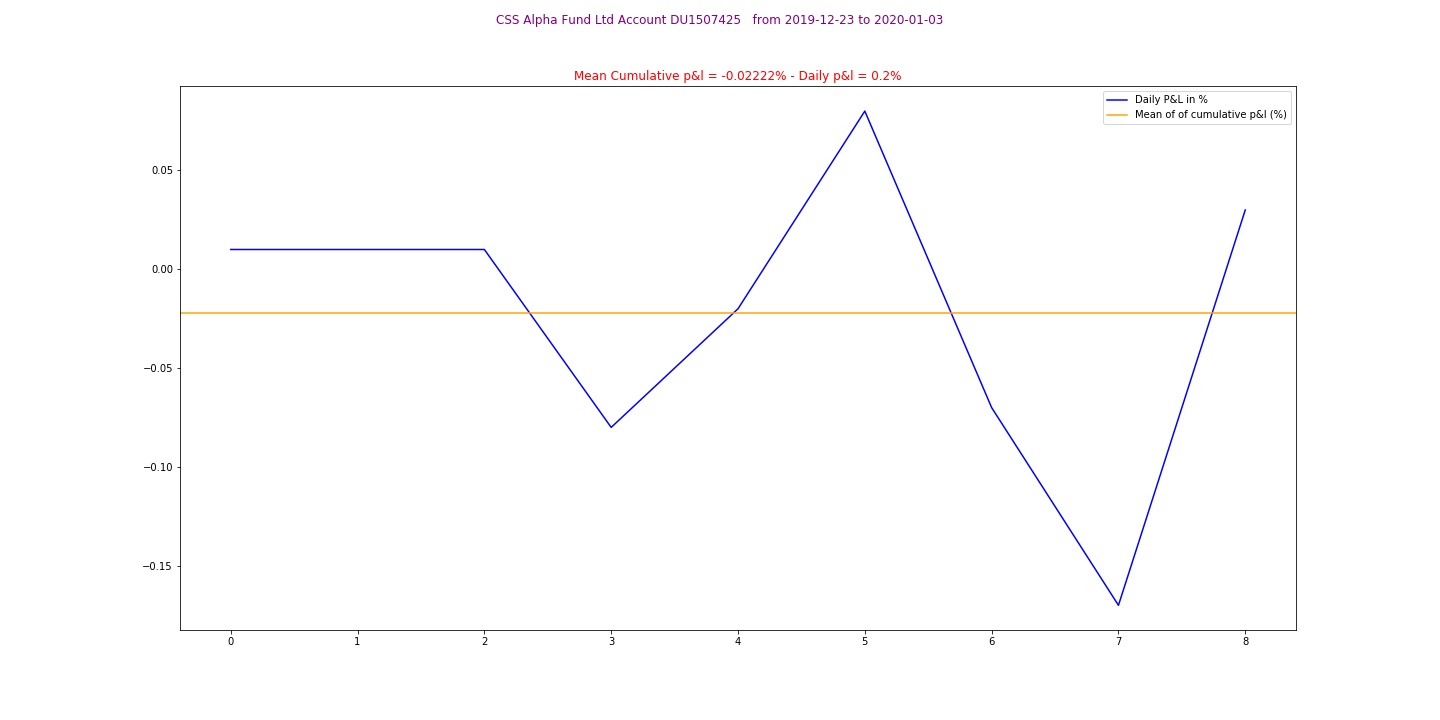 CSS Alpha Fund Ltd Account DU1507425   from 2019-12-23 to 2020-01-03
Mean Cumulative p&l = -0.02222% - Daily p&l = 0.2%
Daily P&L in %
Mean of of cumulative p&l (%)
0.05
0.00
−0.05
−0.10
−0.15
0 1 2 3 4 5 6 7 8